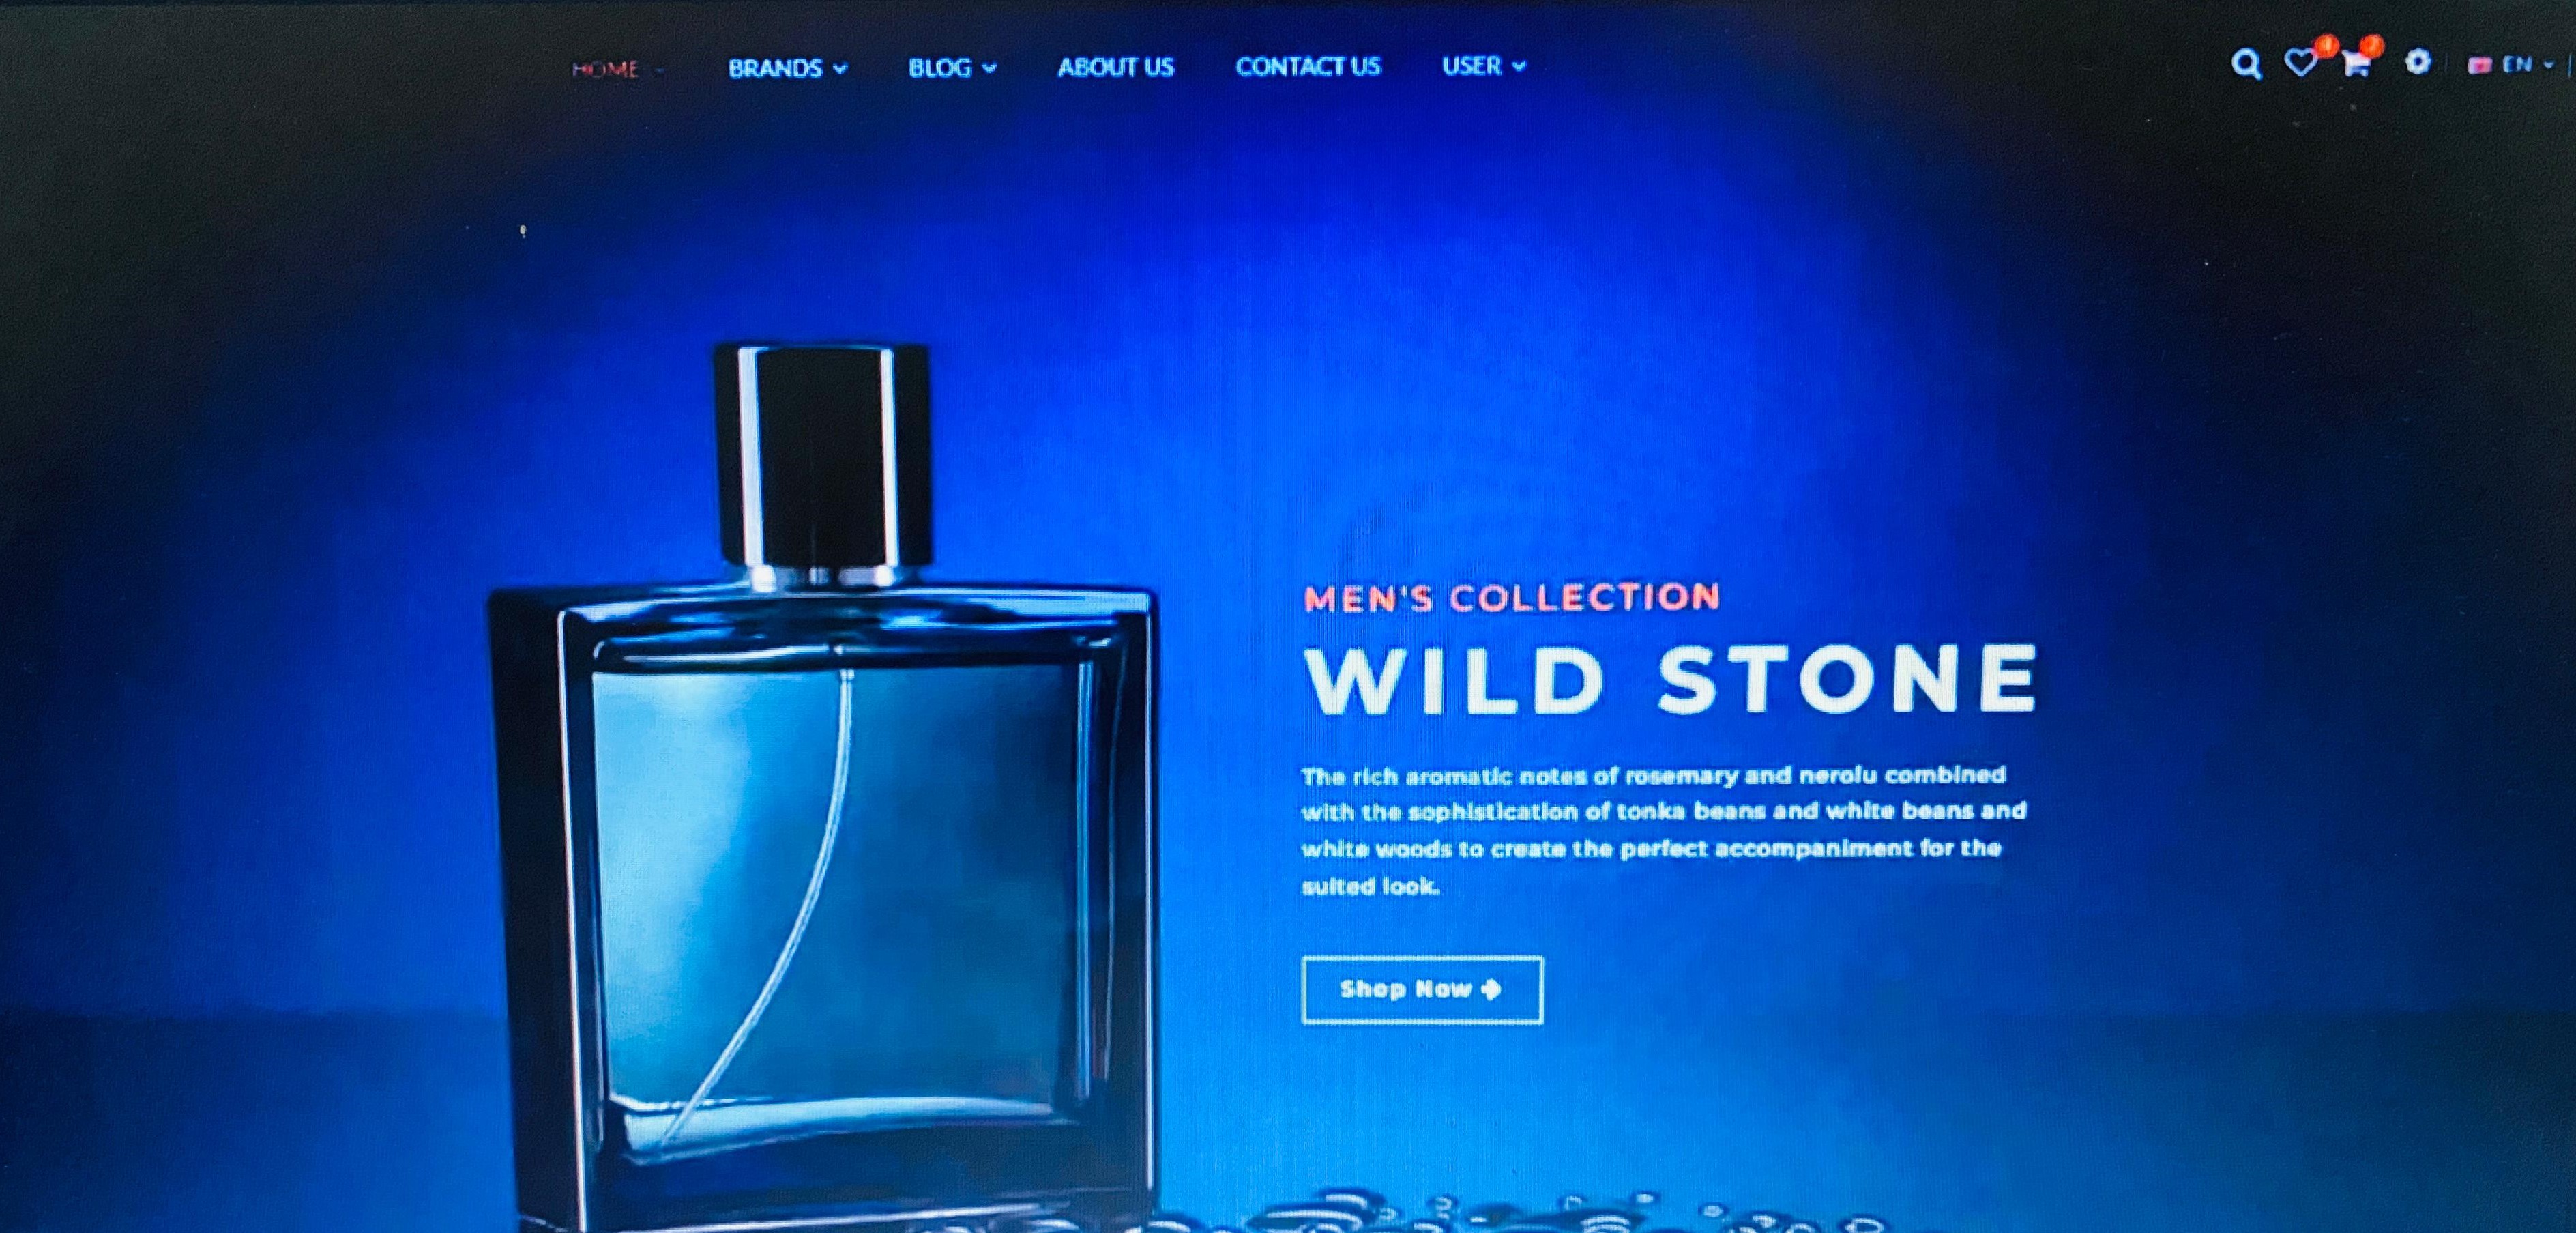 HOME
BRANDS
BLOG
ABOUT US
CONTACT US
USER
EN
MEN'S COLLECTION
WILD STONE
The rich aromatic notes of rosemary and nerolu combined
with the sophistication of tonka beans and white beans and
white woods to create the perfect accompaniment for the
suited look.
Shop Now